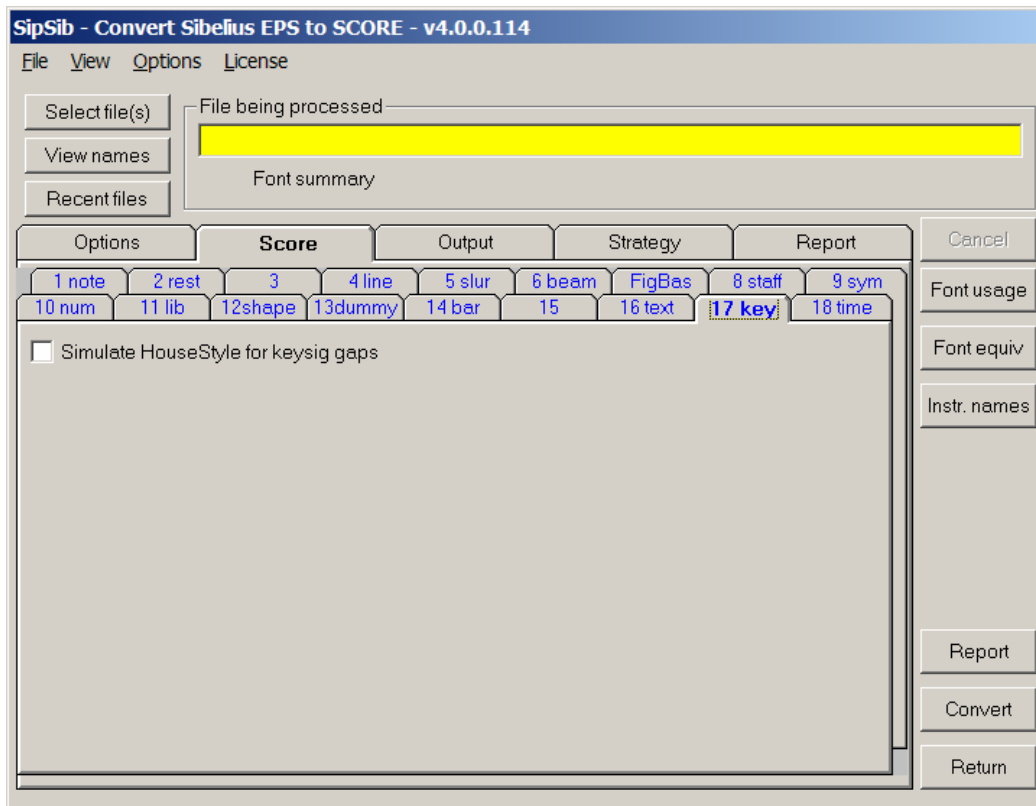 SipSib - Convert Sibelius EPS to SCORE - v4.0.0.114
File View Options License
Select file(s)
File being processed
View names
Font summary
Recent files
Options Score Output Strategy Report
Cancel
1 note 2 rest 3 4 line 5 slur 6 beam FigBas 8 staff 9 sym
Font usage
10 num 11 lib 12shape 13dummy 14 bar 15 16 text 17 key 18 time
Simulate HouseStyle for keysig gaps
Font equiv
Instr. names
Report
Convert
Return